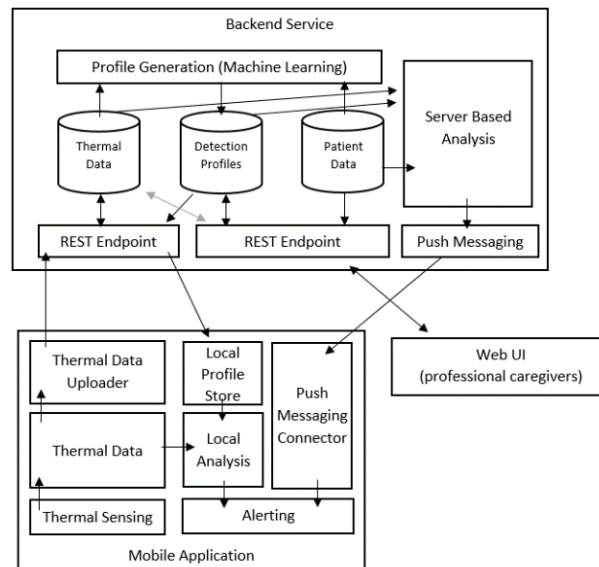 Backend Service
Profile Generation (Machine Learning)
Thermal
Data
Detection
Profiles
Patient
Data
Server Based
Analysis
REST Endpoint
REST Endpoint
Push Messaging
Thermal Data
Uploader
Local
Profile
Store
Push
Messaging
Connector
Web UI
(professional caregivers)
Thermal Data
Local
Analysis
Thermal Sensing
Alerting
Mobile Application